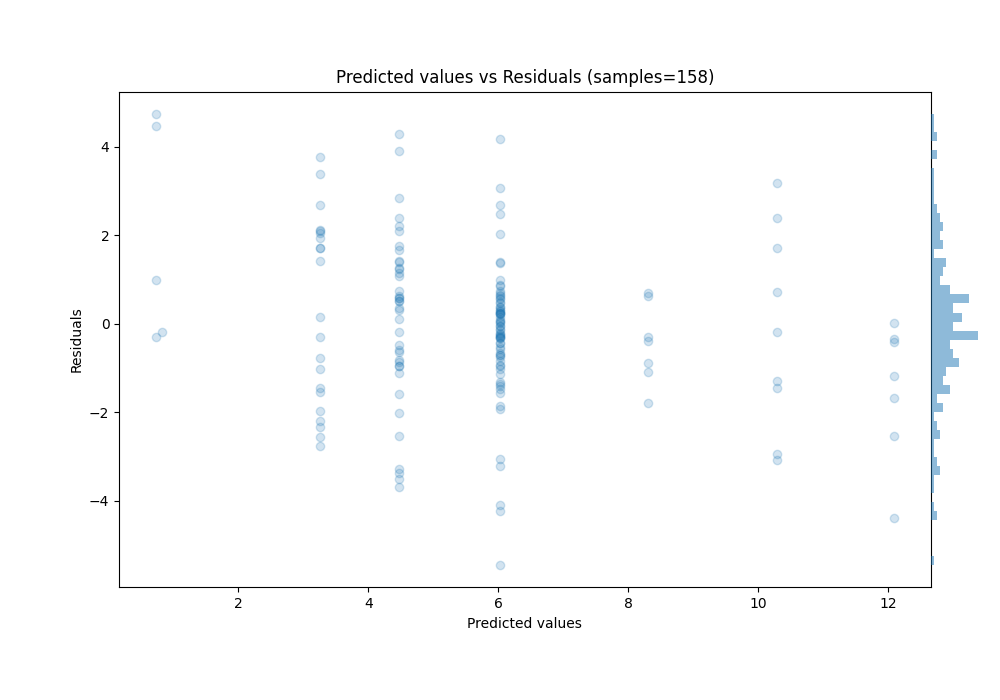 Predicted values vs Residuals (samples=158)
4
2
0
−2
−4
Residuals
2 4 6 8 10 12
Predicted values